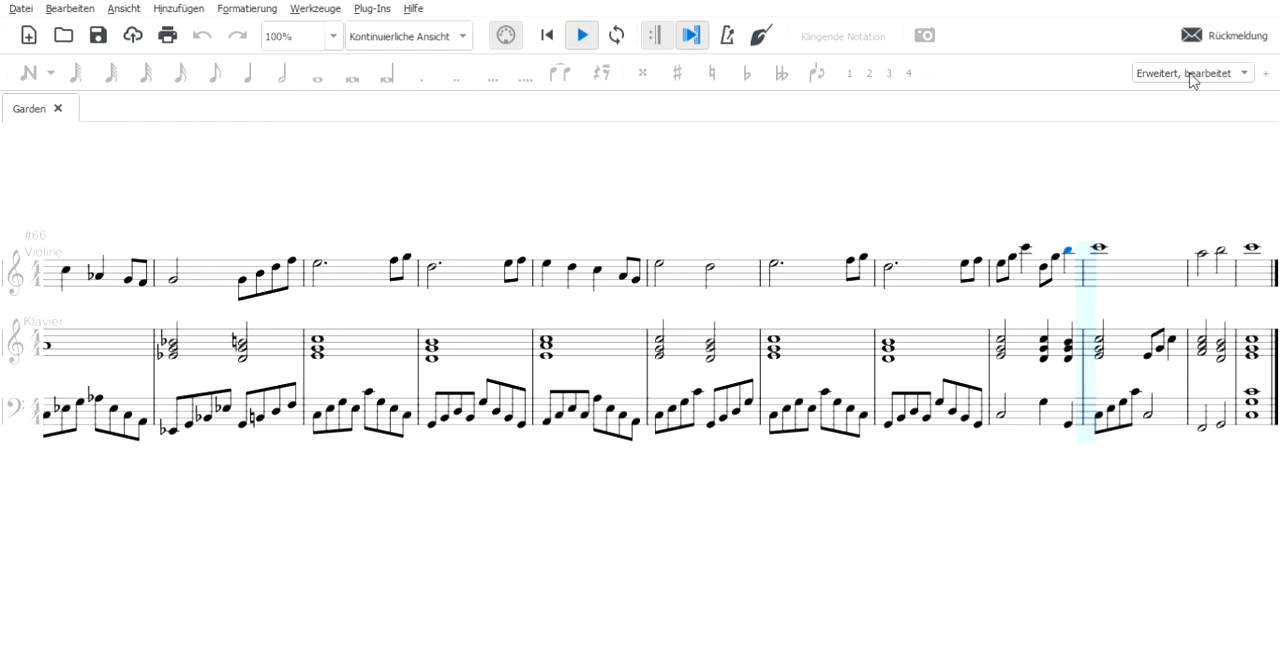 Datei Bearbeiten Ansicht Hinzufügen Formatierung Werkzeuge Plug-Ins Hilfe
100% Kontinuierliche Ansicht Klingende Notation Rückmeldung
1 2 3 4 Erweitert, bearbeitet +
Garden
#66
Violine
Klavier